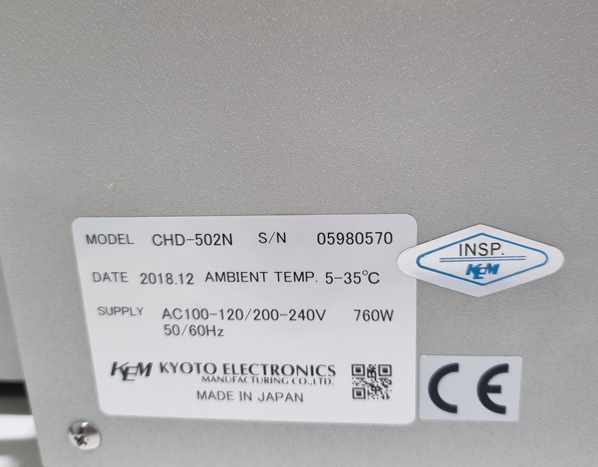 MODEL CHD-502N S/N 05980570
DATE 2018.12 AMBIENT TEMP. 5-35°C
SUPPLY AC100-120/200-240V 760W
50/60Hz
KEM KYOTO ELECTRONICS
MANUFACTURING CO.,LTD.
MADE IN JAPAN
INSP.
KEM
CE